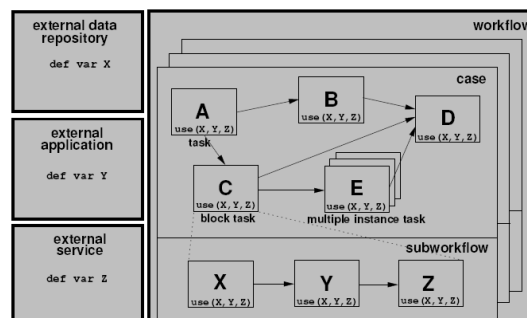 external data
repository
def var X
external
application
def var Y
external
service
def var Z
workflow
case
A
use(X,Y,Z)
task
B
use(X,Y,Z)
D
use(X,Y,Z)
C
use(X,Y,Z)
block task
E
use(X,Y,Z)
multiple instance task
subworkflow
X
use(X,Y,Z)
Y
use(X,Y,Z)
Z
use(X,Y,Z)